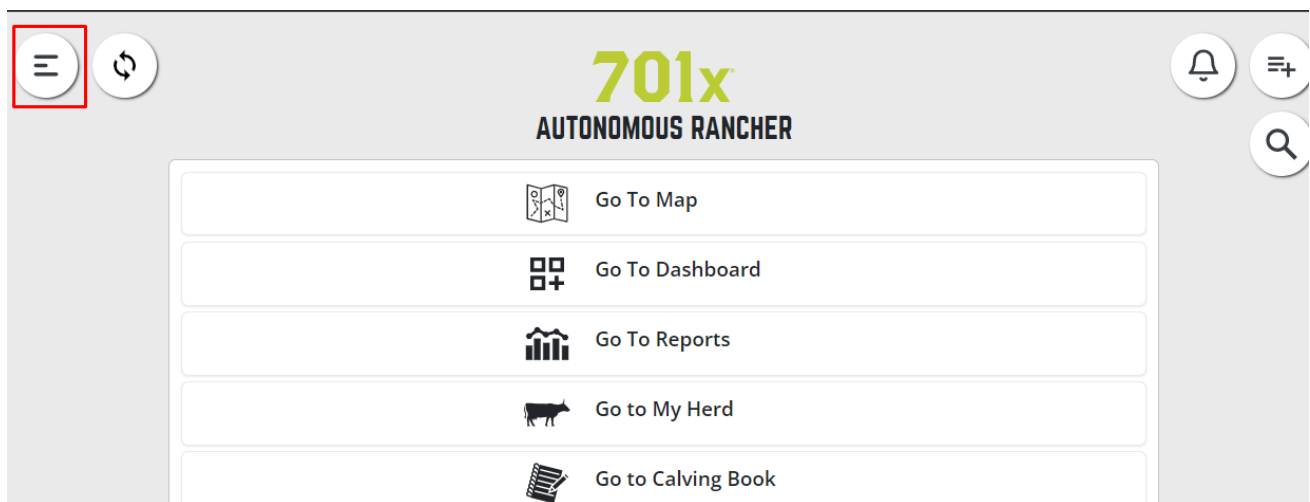 701x
AUTONOMOUS RANCHER
Go To Map
Go To Dashboard
Go To Reports
Go to My Herd
Go to Calving Book